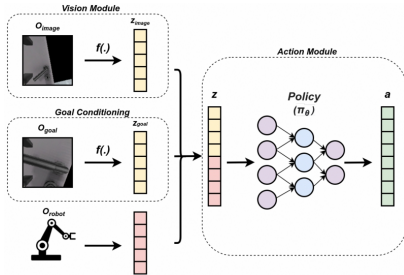 Vision Module
O_image
f(.)
z_image
Goal Conditioning
O_goal
f(.)
z_goal
O_robot
Action Module
z
Policy
(π_θ)
a